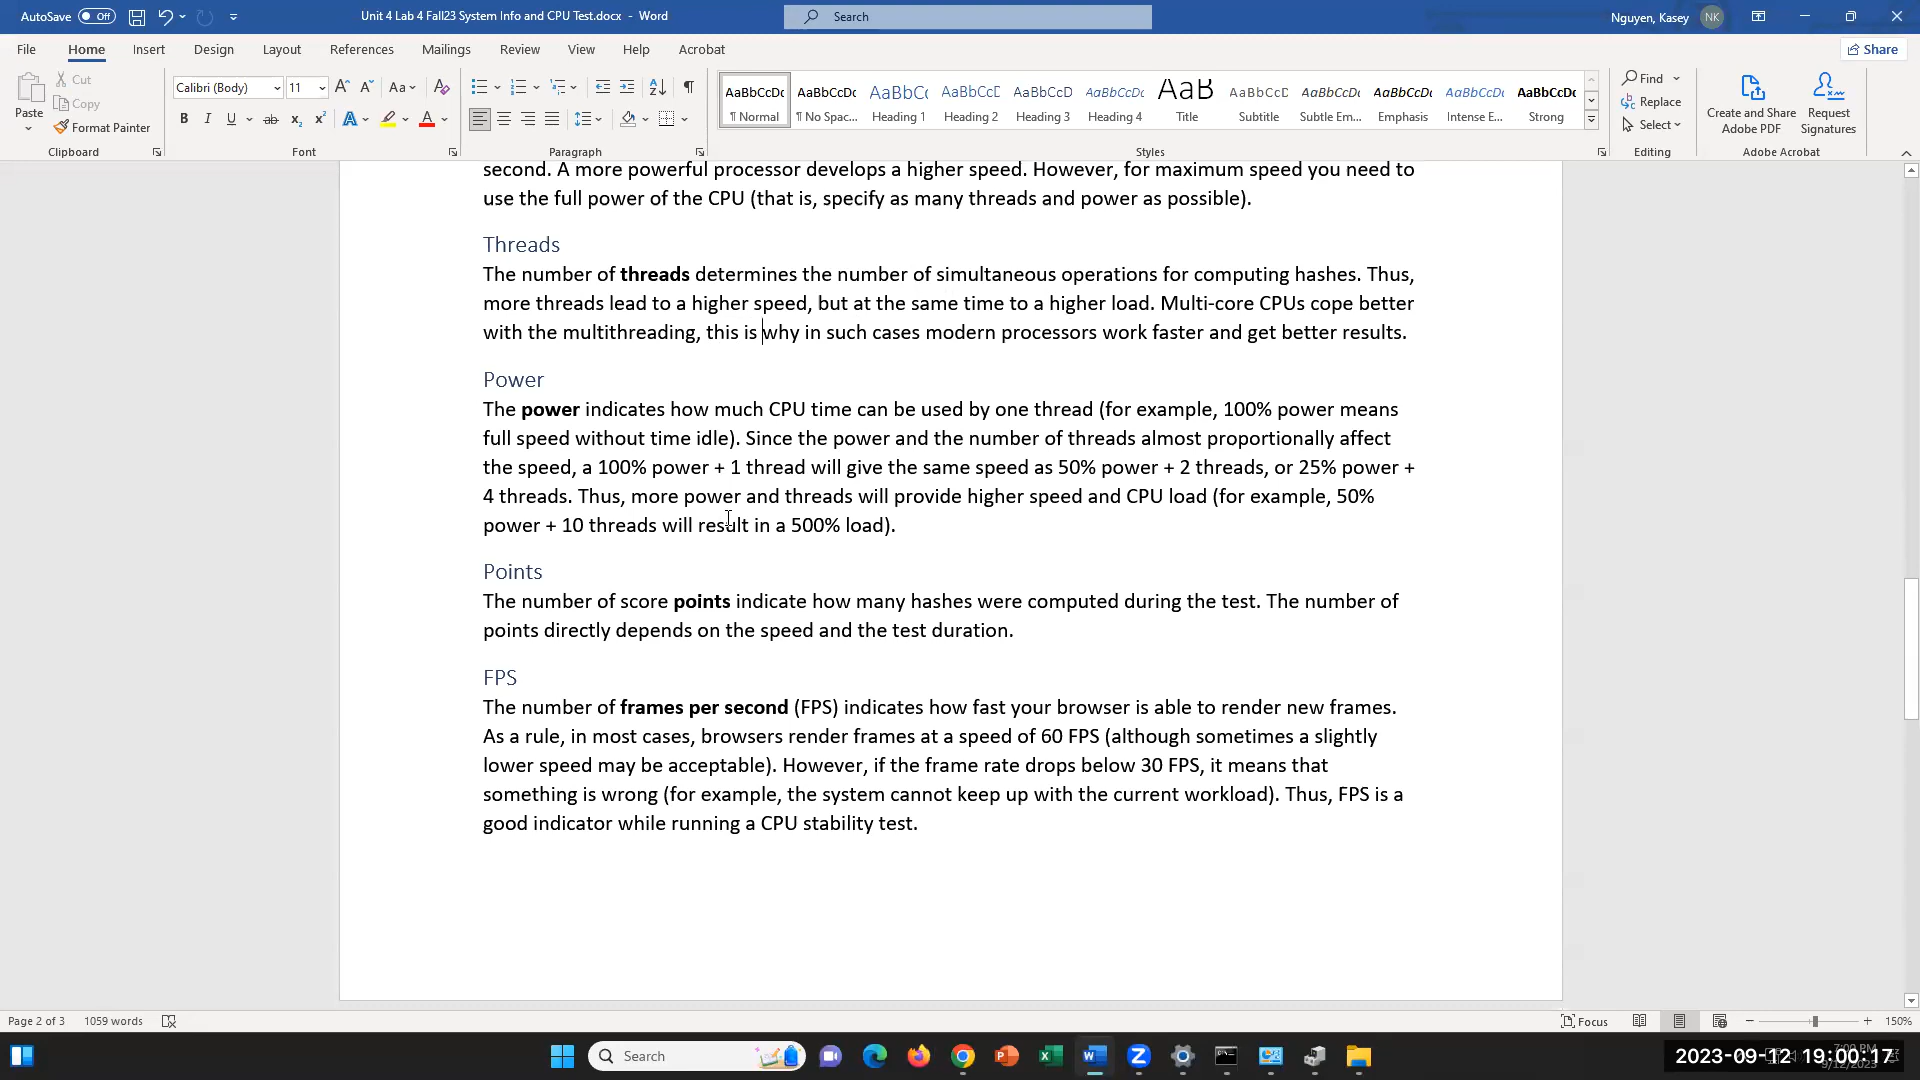 AutoSave Off Unit 4 Lab 4 Fall23 System Info and CPU Test.docx - Word Search Nguyen, Kasey NK
File Home Insert Design Layout References Mailings Review View Help Acrobat Share
Paste Cut Copy Format Painter
Calibri (Body) 11
AaBbCcDc AaBbCcDc AaBbCc AaBbCcD AaBbCcD AaBbCcDc AaB AaBbCcD AaBbCcDc AaBbCcDc AaBbCcDc AaBbCcDc
¶ Normal ¶ No Spac... Heading 1 Heading 2 Heading 3 Heading 4 Title Subtitle Subtle Em... Emphasis Intense E... Strong
Find Replace Select
Create and Share Adobe PDF Request Signatures
Clipboard Font Paragraph Styles Editing Adobe Acrobat
second. A more powerful processor develops a higher speed. However, for maximum speed you need to
use the full power of the CPU (that is, specify as many threads and power as possible).
Threads
The number of threads determines the number of simultaneous operations for computing hashes. Thus,
more threads lead to a higher speed, but at the same time to a higher load. Multi-core CPUs cope better
with the multithreading, this is why in such cases modern processors work faster and get better results.
Power
The power indicates how much CPU time can be used by one thread (for example, 100% power means
full speed without time idle). Since the power and the number of threads almost proportionally affect
the speed, a 100% power + 1 thread will give the same speed as 50% power + 2 threads, or 25% power +
4 threads. Thus, more power and threads will provide higher speed and CPU load (for example, 50%
power + 10 threads will result in a 500% load).
Points
The number of score points indicate how many hashes were computed during the test. The number of
points directly depends on the speed and the test duration.
FPS
The number of frames per second (FPS) indicates how fast your browser is able to render new frames.
As a rule, in most cases, browsers render frames at a speed of 60 FPS (although sometimes a slightly
lower speed may be acceptable). However, if the frame rate drops below 30 FPS, it means that
something is wrong (for example, the system cannot keep up with the current workload). Thus, FPS is a
good indicator while running a CPU stability test.
Page 2 of 3 1059 words Focus 150%
Search 2023-09-12 19:00:17